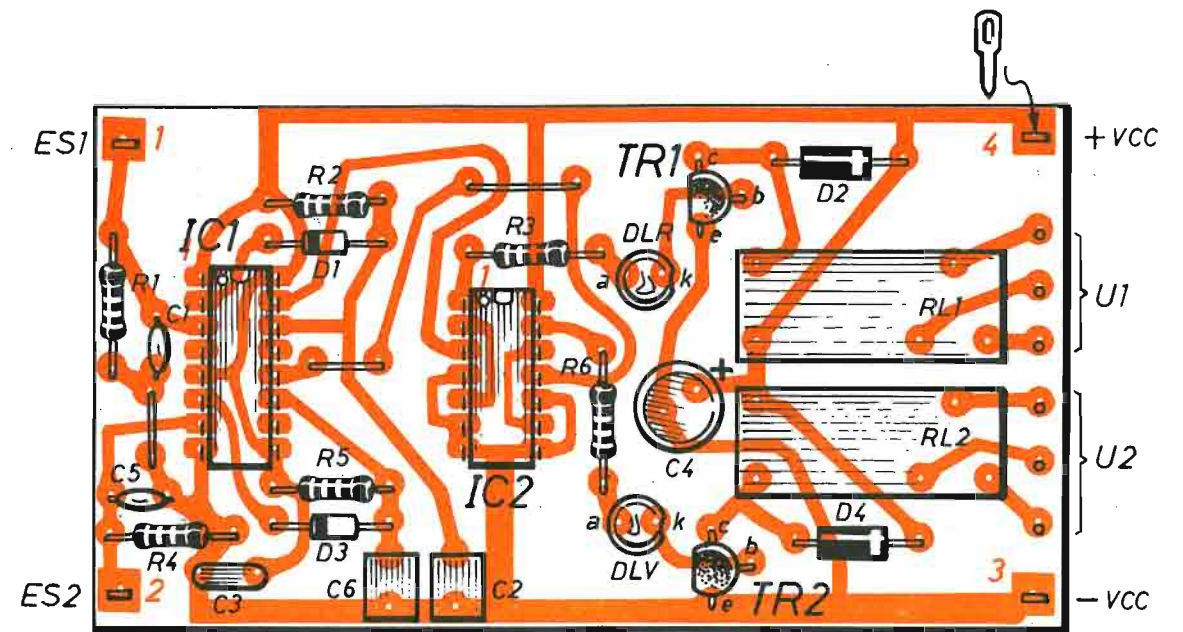 ES1
1
4
+VCC
TR1
c
b
e
D2
R2
IC1
1
D1
R3
DLR
a
k
R1
C1
1
RL1
U1
R6
+
C4
RL2
U2
C5
R5
IC2
R4
D3
a
k
DLV
c
b
e
D4
C3
C6
C2
TR2
ES2
2
3
-VCC